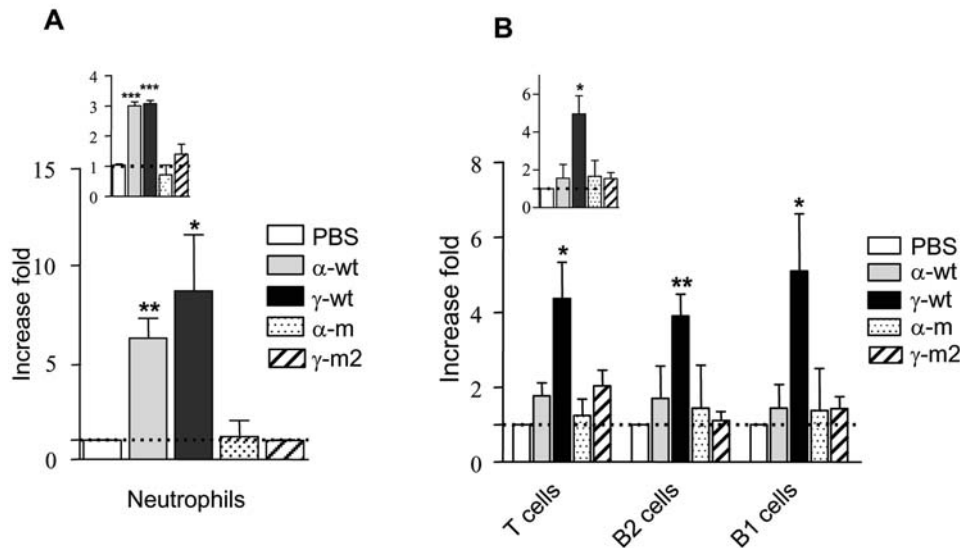 A
***
***
4
3
2
1
0
15
10
5
0
Increase fold
**
*
PBS
α-wt
γ-wt
α-m
γ-m2
Neutrophils
B
*
6
4
2
0
8
6
4
2
0
Increase fold
*
**
*
PBS
α-wt
γ-wt
α-m
γ-m2
T cells
B2 cells
B1 cells